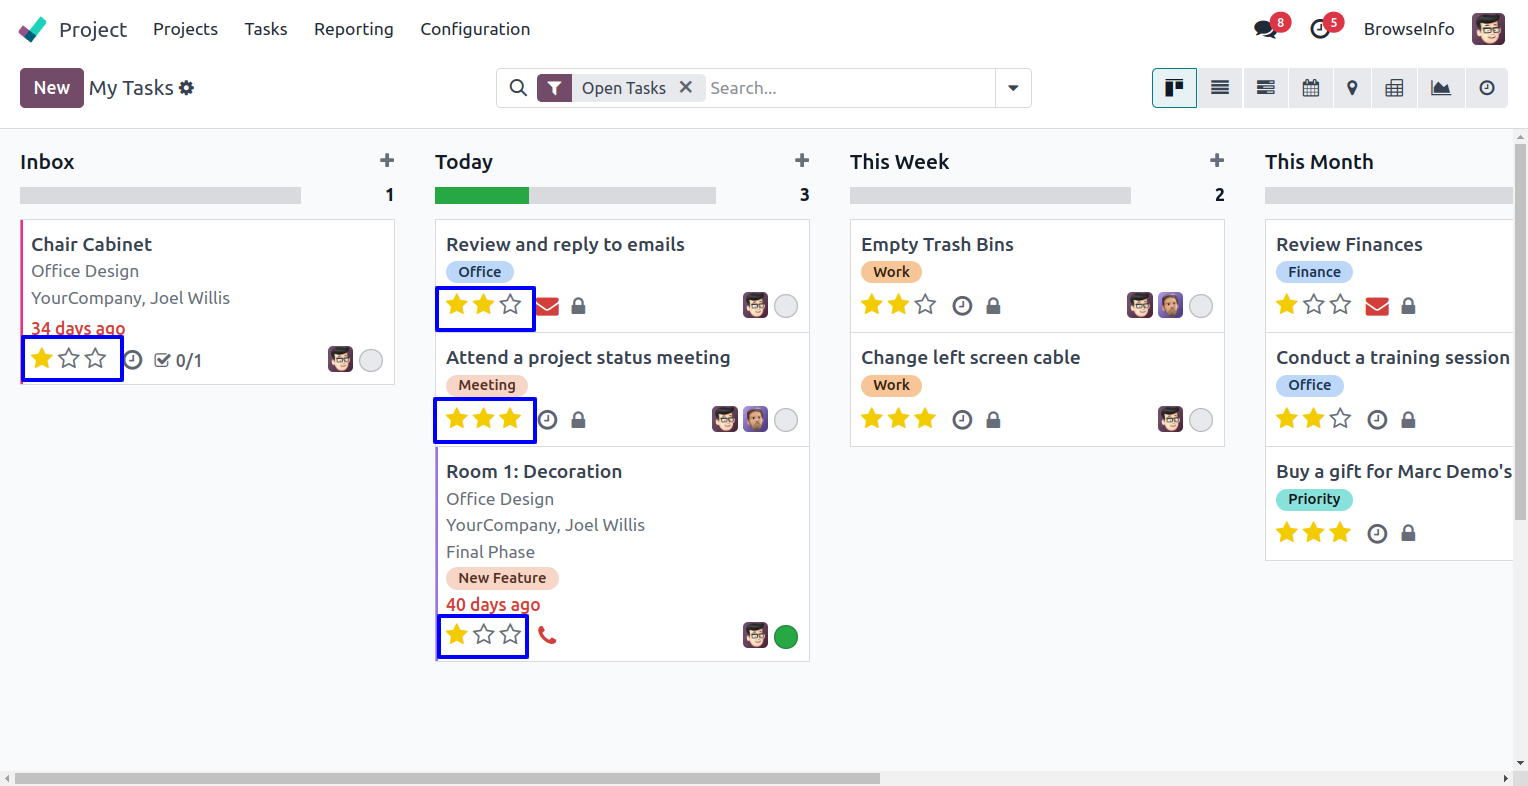 Project Projects Tasks Reporting Configuration 8 5 BrowseInfo
New My Tasks Open Tasks Search...
Inbox
1
Chair Cabinet
Office Design
YourCompany, Joel Willis
34 days ago
0/1
Today
3
Review and reply to emails
Office
Attend a project status meeting
Meeting
Room 1: Decoration
Office Design
YourCompany, Joel Willis
Final Phase
New Feature
40 days ago
This Week
2
Empty Trash Bins
Work
Change left screen cable
Work
This Month
Review Finances
Finance
Conduct a training session
Office
Buy a gift for Marc Demo's
Priority